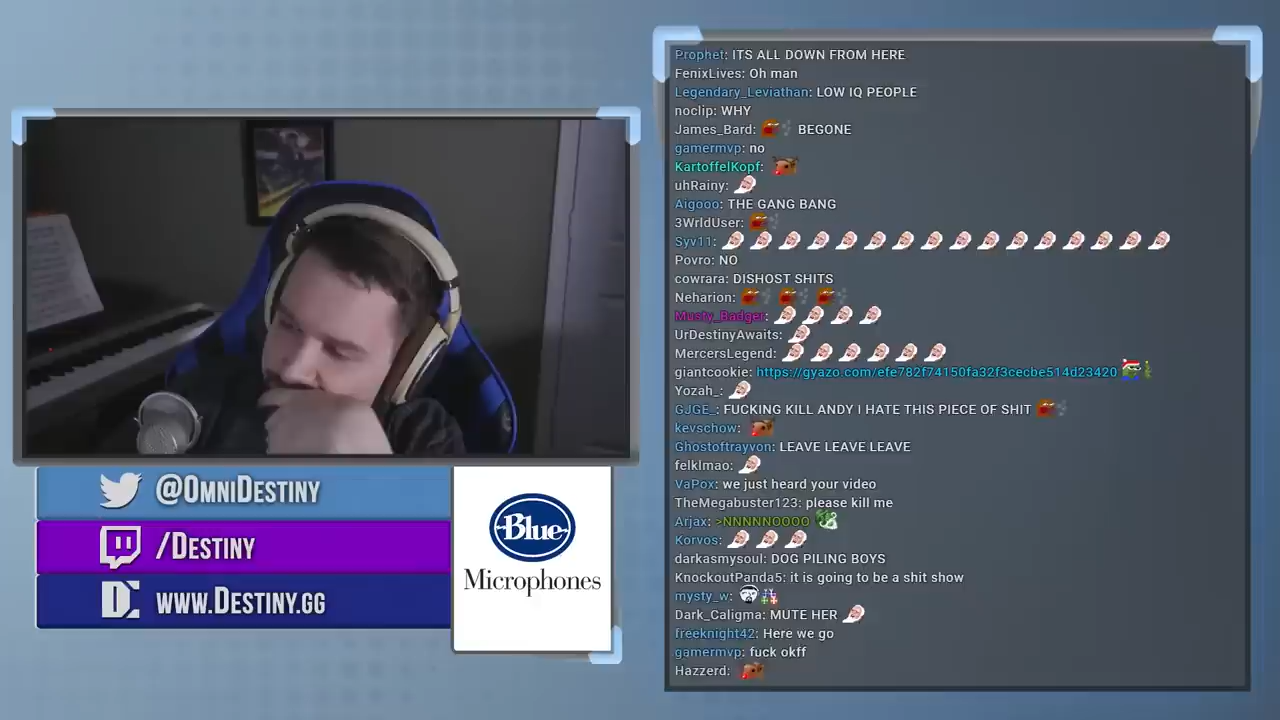 @OMNIDESTINY
/DESTINY
WWW.DESTINY.GG
Blue
Microphones
Prophet: ITS ALL DOWN FROM HERE
FenixLives: Oh man
Legendary_Leviathan: LOW IQ PEOPLE
noclip: WHY
James_Bard: BEGONE
gamermvp: no
KartoffelKopf:
uhRainy:
Aigooo: THE GANG BANG
3WrldUser:
Syv11:
Povro: NO
cowrara: DISHOST SHITS
Neharion:
Musty_Badger:
UrDestinyAwaits:
MercersLegend:
giantcookie: https://gyazo.com/efe782f74150fa32f3cecbe514d23420
Yozah_:
GJGE_: FUCKING KILL ANDY I HATE THIS PIECE OF SHIT
kevschow:
Ghostoftrayvon: LEAVE LEAVE LEAVE
felklmao:
VaPox: we just heard your video
TheMegabuster123: please kill me
Arjax: >NNNNNOOOO
Korvos:
darkasmysoul: DOG PILING BOYS
KnockoutPanda5: it is going to be a shit show
mysty_w:
Dark_Caligma: MUTE HER
freeknight42: Here we go
gamermvp: fuck okff
Hazzerd: